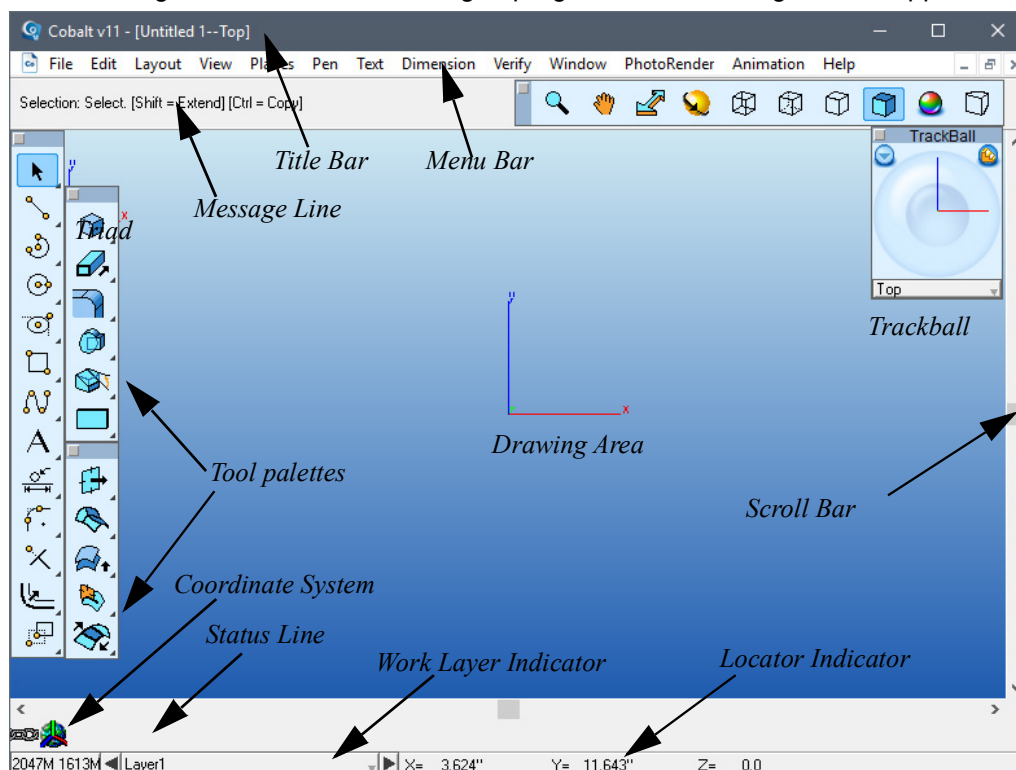 Cobalt v11 - [Untitled 1--Top]
File Edit Layout View Planes Pen Text Dimension Verify Window PhotoRender Animation Help
Selection: Select. [Shift = Extend] [Ctrl = Copy]
TrackBall
Title Bar
Menu Bar
y
Message Line
x
Triad
Top
y
Trackball
x
Drawing Area
Tool palettes
Scroll Bar
Coordinate System
Status Line
Work Layer Indicator
Locator Indicator
2047M 1613M Layer1 X= 3.624" Y= 11.643" Z= 0.0